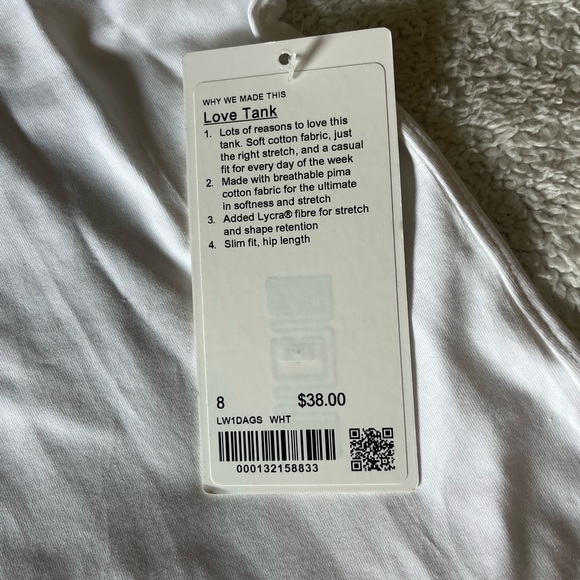 WHY WE MADE THIS
Love Tank
1. Lots of reasons to love this
tank. Soft cotton fabric, just
the right stretch, and a casual
fit for every day of the week
2. Made with breathable pima
cotton fabric for the ultimate
in softness and stretch
3. Added Lycra® fibre for stretch
and shape retention
4. Slim fit, hip length
8 $38.00
LW1DAGS WHT
000132158833